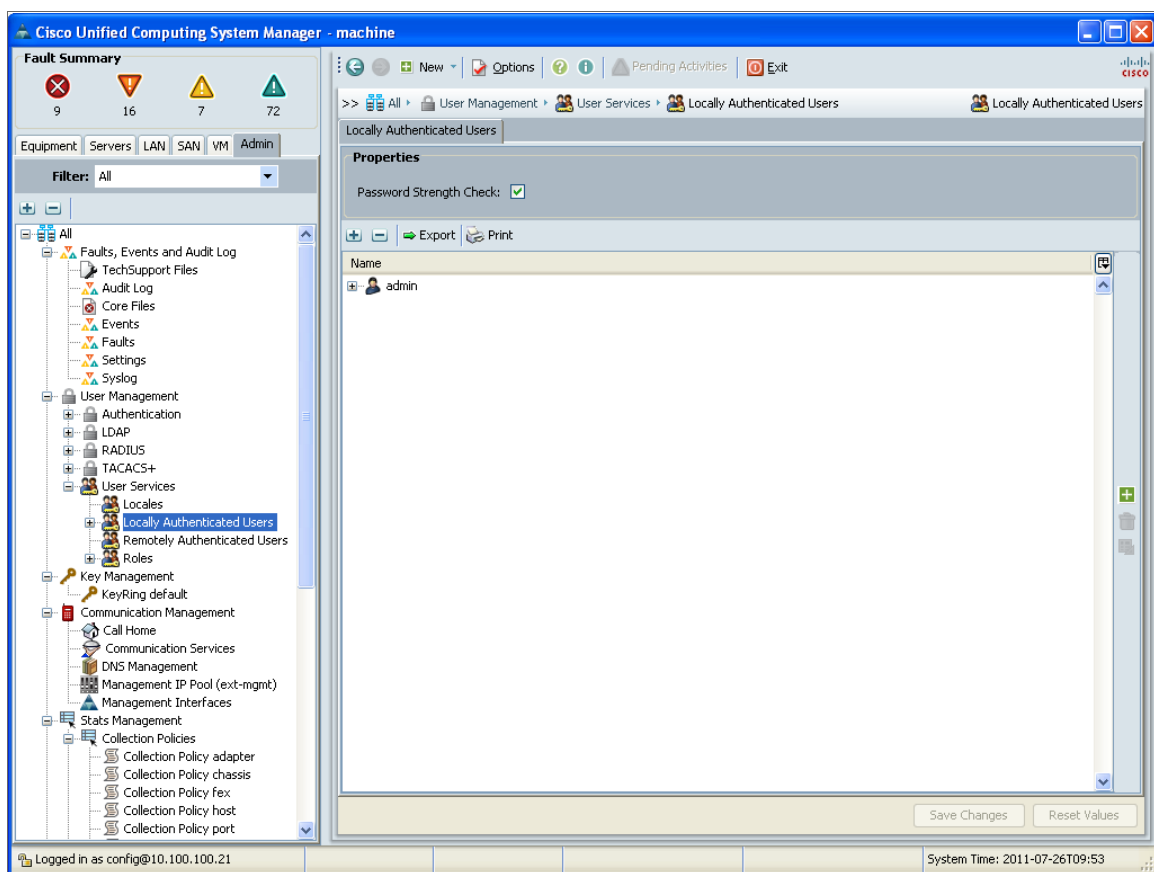 Cisco Unified Computing System Manager - machine
Fault Summary
9 16 7 72
Equipment Servers LAN SAN VM Admin
Filter: All
All
Faults, Events and Audit Log
TechSupport Files
Audit Log
Core Files
Events
Faults
Settings
Syslog
User Management
Authentication
LDAP
RADIUS
TACACS+
User Services
Locales
Locally Authenticated Users
Remotely Authenticated Users
Roles
Key Management
KeyRing default
Communication Management
Call Home
Communication Services
DNS Management
Management IP Pool (ext-mgmt)
Management Interfaces
Stats Management
Collection Policies
Collection Policy adapter
Collection Policy chassis
Collection Policy fex
Collection Policy host
Collection Policy port
New Options Pending Activities Exit
CISCO
>> All User Management User Services Locally Authenticated Users Locally Authenticated Users
Locally Authenticated Users
Properties
Password Strength Check:
Export Print
Name
admin
Save Changes Reset Values
Logged in as config@10.100.100.21
System Time: 2011-07-26T09:53